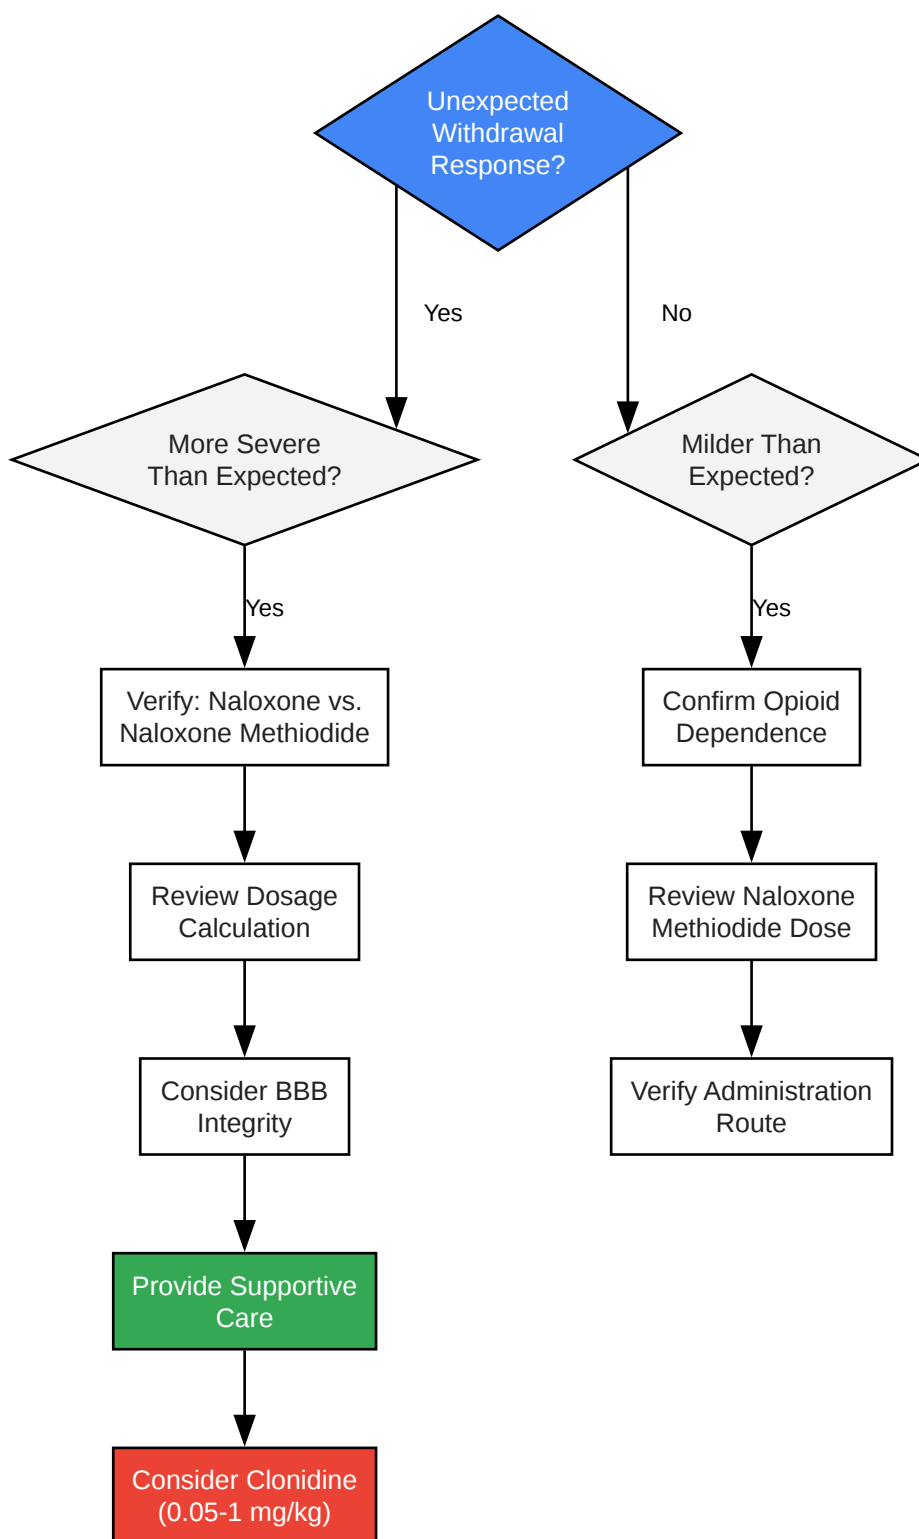 Unexpected
Withdrawal
Response?
Yes
No
More Severe
Than Expected?
Milder Than
Expected?
Yes
Yes
Verify: Naloxone vs.
Naloxone Methiodide
Confirm Opioid
Dependence
Review Dosage
Calculation
Review Naloxone
Methiodide Dose
Consider BBB
Integrity
Verify Administration
Route
Provide Supportive
Care
Consider Clonidine
(0.05-1 mg/kg)